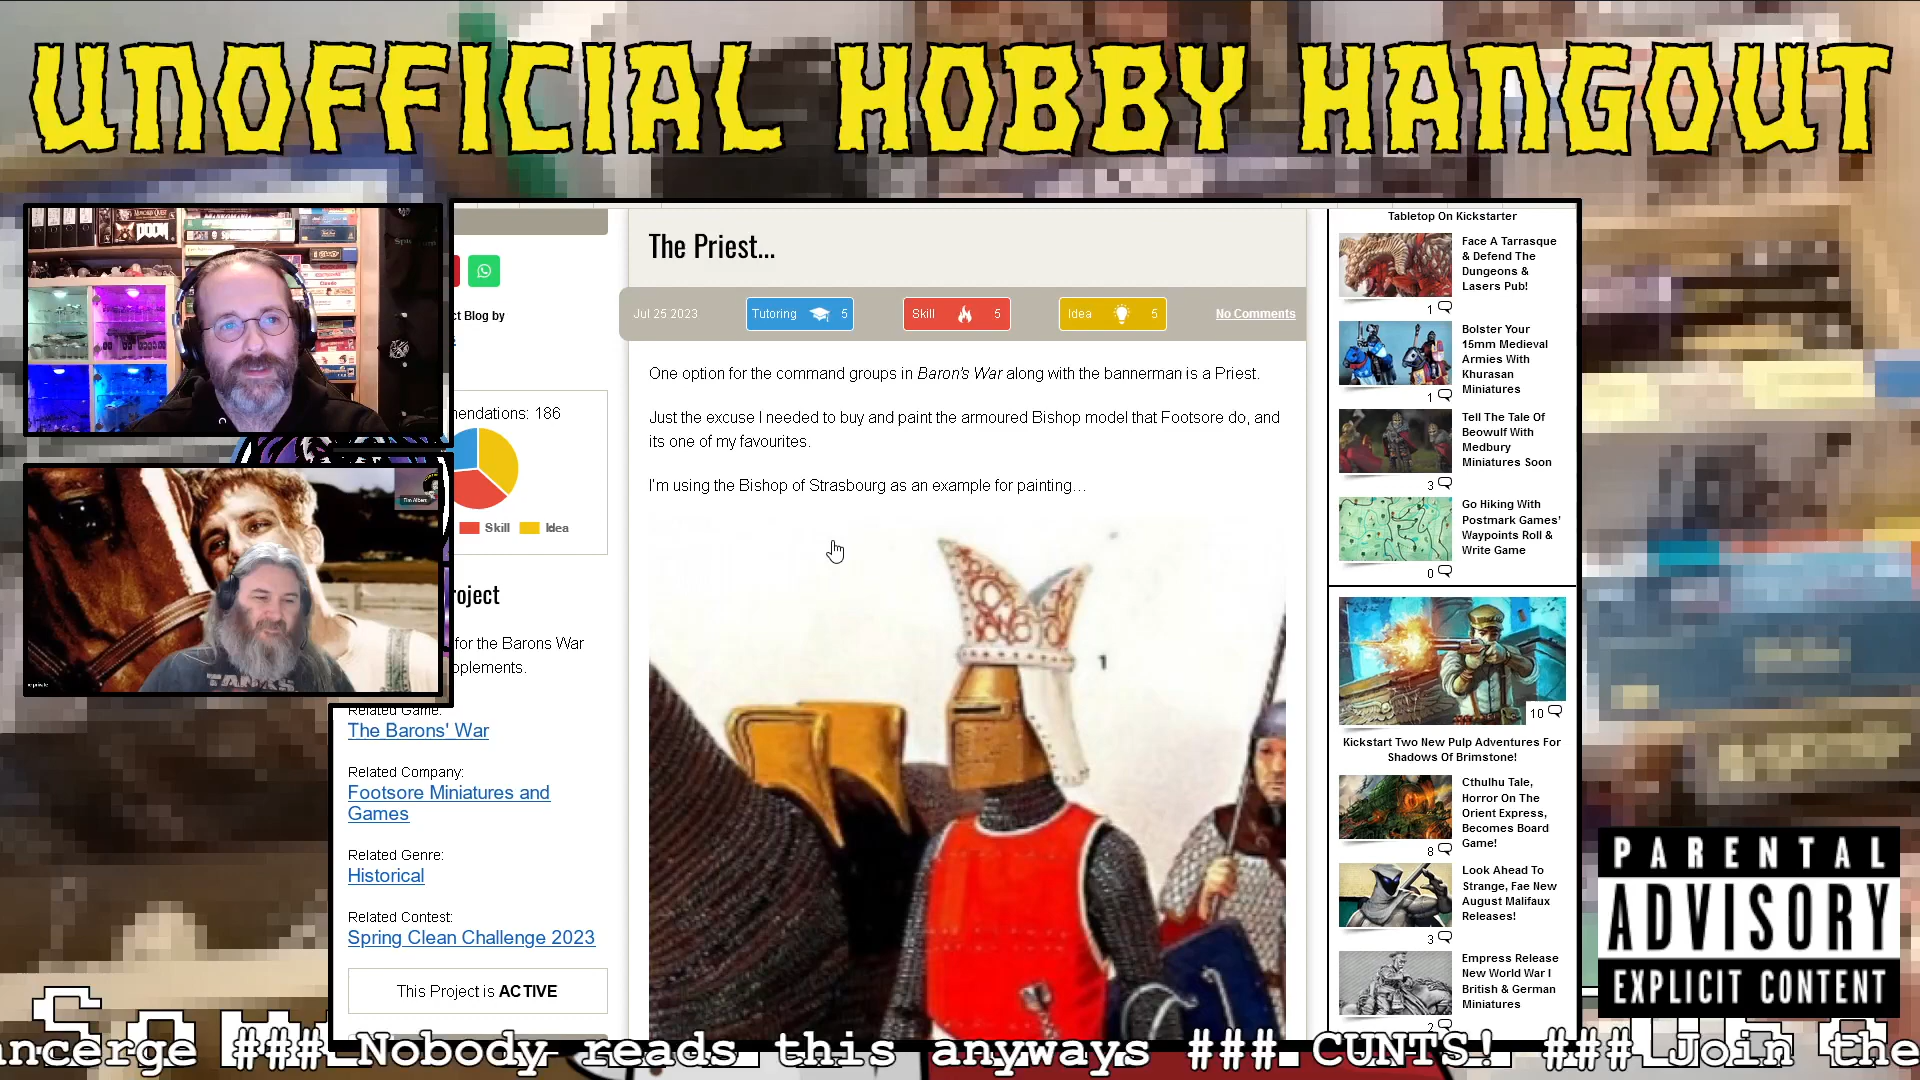 UNOFFICIAL HOBBY HANGOUT
DOOM
Tim Albers
TANKS
ct Blog by
nendations: 186
Skill
Idea
roject
for the Barons War
pplements.
Related Game:
The Barons' War
Related Company:
Footsore Miniatures and
Games
Related Genre:
Historical
Related Contest:
Spring Clean Challenge 2023
This Project is ACTIVE
The Priest...
Jul 25 2023
Tutoring 5
Skill 5
Idea 5
No Comments
One option for the command groups in Baron's War along with the bannerman is a Priest.
Just the excuse I needed to buy and paint the armoured Bishop model that Footsore do, and
its one of my favourites.
I'm using the Bishop of Strasbourg as an example for painting...
1
Tabletop On Kickstarter
Face A Tarrasque
& Defend The
Dungeons &
Lasers Pub!
1
Bolster Your
15mm Medieval
Armies With
Khurasan
Miniatures
1
Tell The Tale Of
Beowulf With
Medbury
Miniatures Soon
3
Go Hiking With
Postmark Games'
Waypoints Roll &
Write Game
0
10
Kickstart Two New Pulp Adventures For
Shadows Of Brimstone!
Cthulhu Tale,
Horror On The
Orient Express,
Becomes Board
Game!
8
Look Ahead To
Strange, Fae New
August Malifaux
Releases!
3
Empress Release
New World War I
British & German
Miniatures
2
PARENTAL
ADVISORY
EXPLICIT CONTENT
ncerge ### Nobody reads this anyways ### CUNTS! ### Join the